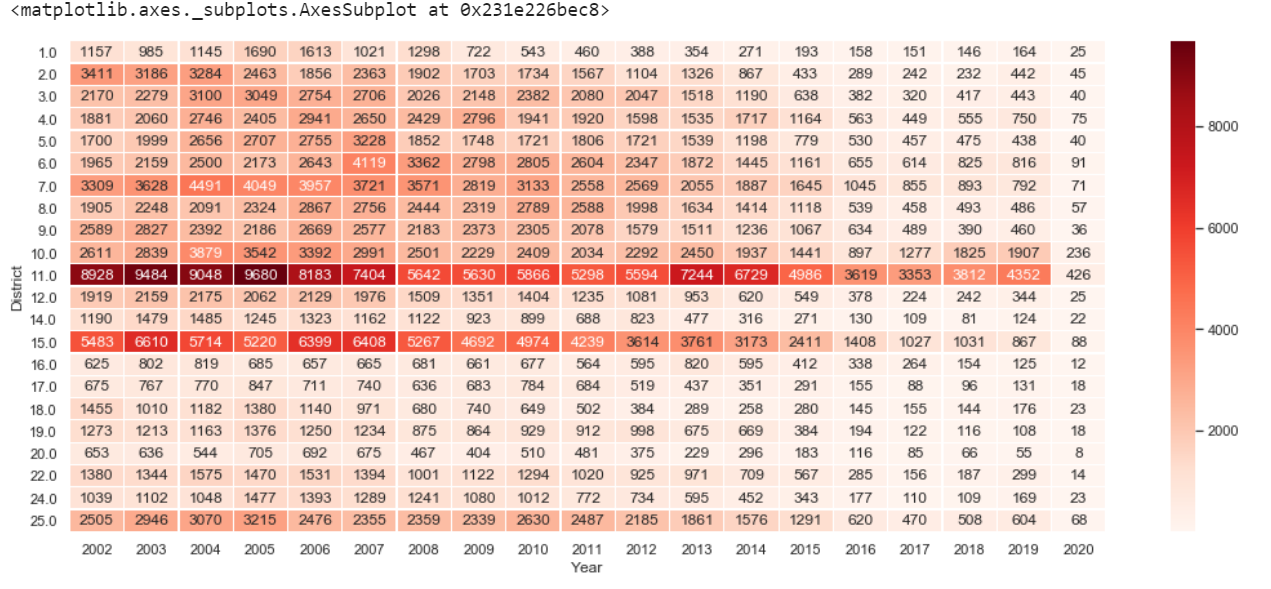 <matplotlib.axes._subplots.AxesSubplot at 0x231e226bec8>
1.0 1157 985 1145 1690 1613 1021 1298 722 543 460 388 354 271 193 158 151 146 164 25
2.0 3411 3186 3284 2463 1856 2363 1902 1703 1734 1567 1104 1326 867 433 289 242 232 442 45
3.0 2170 2279 3100 3049 2754 2706 2026 2148 2382 2080 2047 1518 1190 638 382 320 417 443 40
4.0 1881 2060 2746 2405 2941 2650 2429 2796 1941 1920 1598 1535 1717 1164 563 449 555 750 75
5.0 1700 1999 2656 2707 2755 3228 1852 1748 1721 1806 1721 1539 1198 779 530 457 475 438 40
6.0 1965 2159 2500 2173 2643 4119 3362 2798 2805 2604 2347 1872 1445 1161 655 614 825 816 91
7.0 3309 3628 4491 4049 3957 3721 3571 2819 3133 2558 2569 2055 1887 1645 1045 855 893 792 71
8.0 1905 2248 2091 2324 2867 2756 2444 2319 2789 2588 1998 1634 1414 1118 539 458 493 486 57
9.0 2589 2827 2392 2186 2669 2577 2183 2373 2305 2078 1579 1511 1236 1067 634 489 390 460 36
10.0 2611 2839 3879 3542 3392 2991 2501 2229 2409 2034 2292 2450 1937 1441 897 1277 1825 1907 236
11.0 8928 9484 9048 9680 8183 7404 5642 5630 5866 5298 5594 7244 6729 4986 3619 3353 3812 4352 426
12.0 1919 2159 2175 2062 2129 1976 1509 1351 1404 1235 1081 953 620 549 378 224 242 344 25
14.0 1190 1479 1485 1245 1323 1162 1122 923 899 688 823 477 316 271 130 109 81 124 22
15.0 5483 6610 5714 5220 6399 6408 5267 4692 4974 4239 3614 3761 3173 2411 1408 1027 1031 867 88
16.0 625 802 819 685 657 665 681 661 677 564 595 820 595 412 338 264 154 125 12
17.0 675 767 770 847 711 740 636 683 784 684 519 437 351 291 155 88 96 131 18
18.0 1455 1010 1182 1380 1140 971 680 740 649 502 384 289 258 280 145 155 144 176 23
19.0 1273 1213 1163 1376 1250 1234 875 864 929 912 998 675 669 384 194 122 116 108 18
20.0 653 636 544 705 692 675 467 404 510 481 375 229 296 183 116 85 66 55 8
22.0 1380 1344 1575 1470 1531 1394 1001 1122 1294 1020 925 971 709 567 285 156 187 299 14
24.0 1039 1102 1048 1477 1393 1289 1241 1080 1012 772 734 595 452 343 177 110 109 169 23
25.0 2505 2946 3070 3215 2476 2355 2359 2339 2630 2487 2185 1861 1576 1291 620 470 508 604 68
2002 2003 2004 2005 2006 2007 2008 2009 2010 2011 2012 2013 2014 2015 2016 2017 2018 2019 2020
Year
District
8000
6000
4000
2000